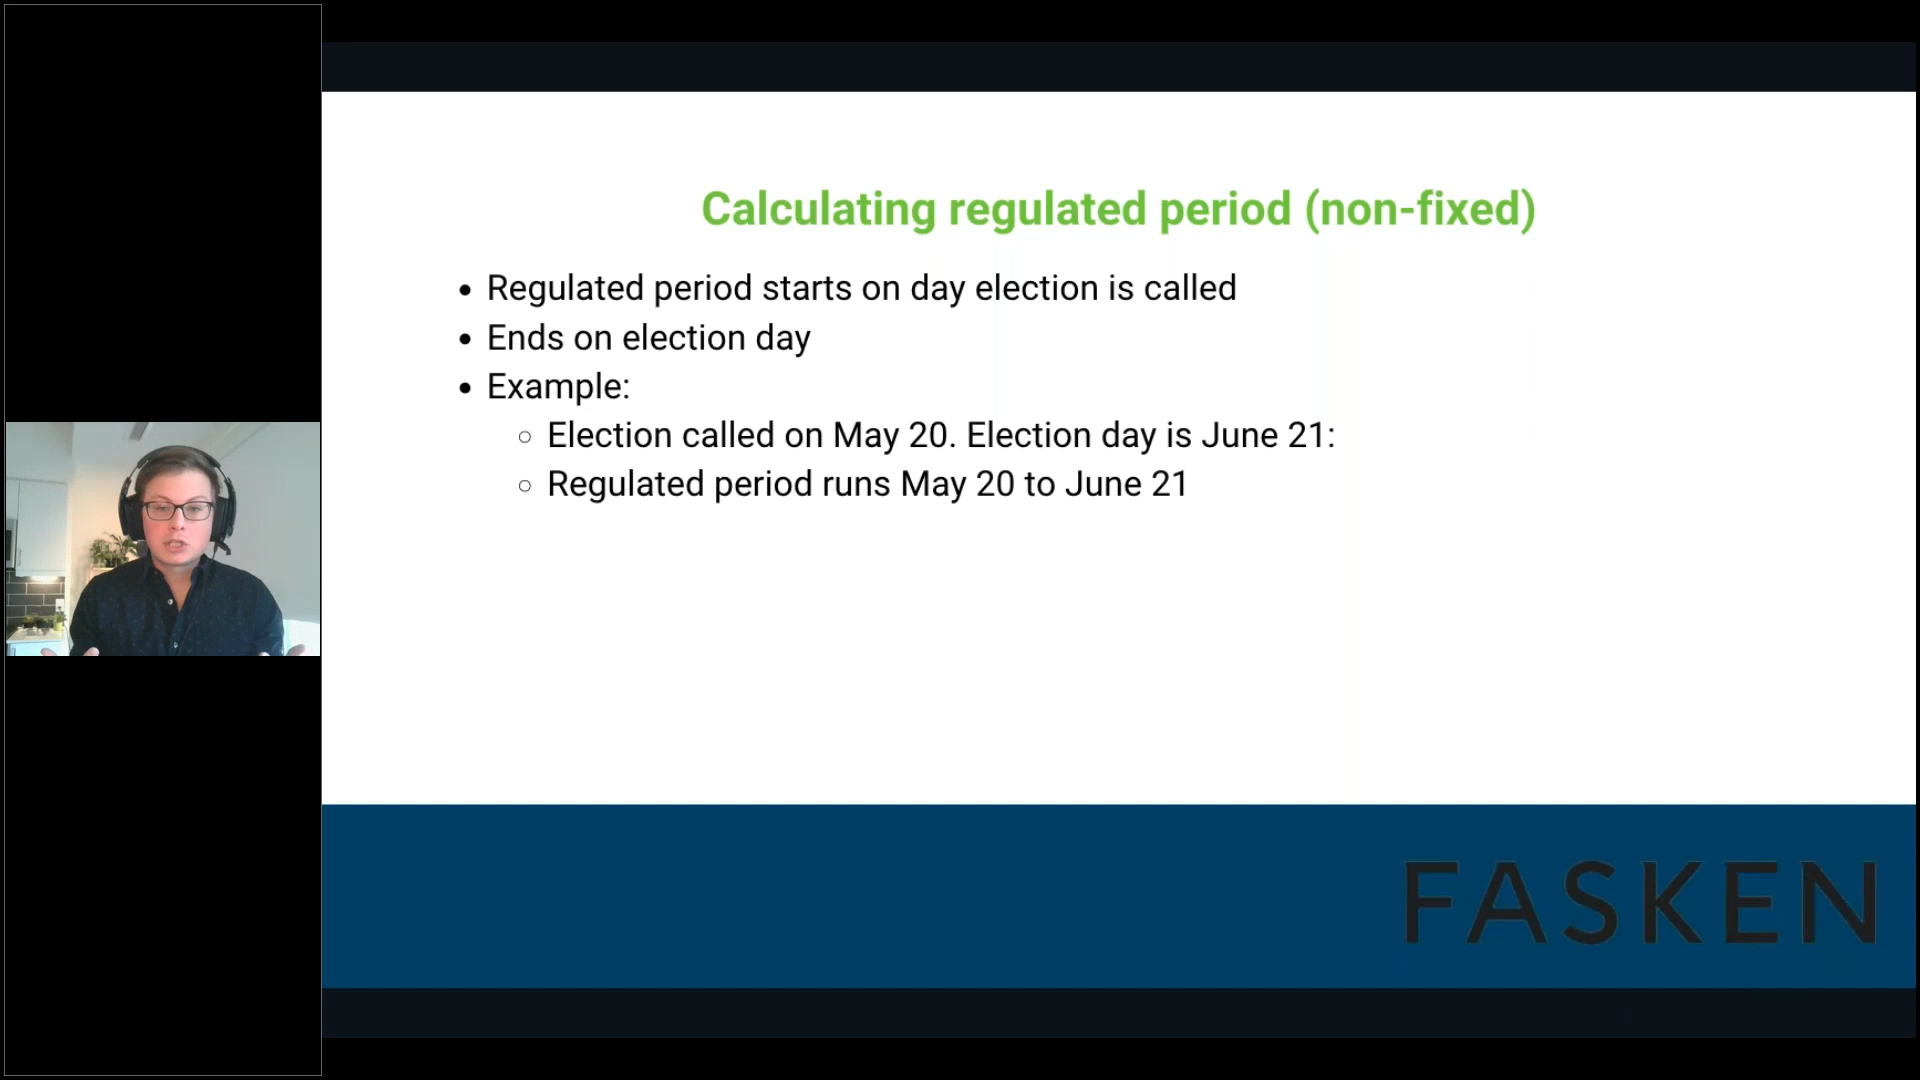 Calculating regulated period (non-fixed)
• Regulated period starts on day election is called
• Ends on election day
• Example:
○ Election called on May 20. Election day is June 21:
○ Regulated period runs May 20 to June 21
FASKEN